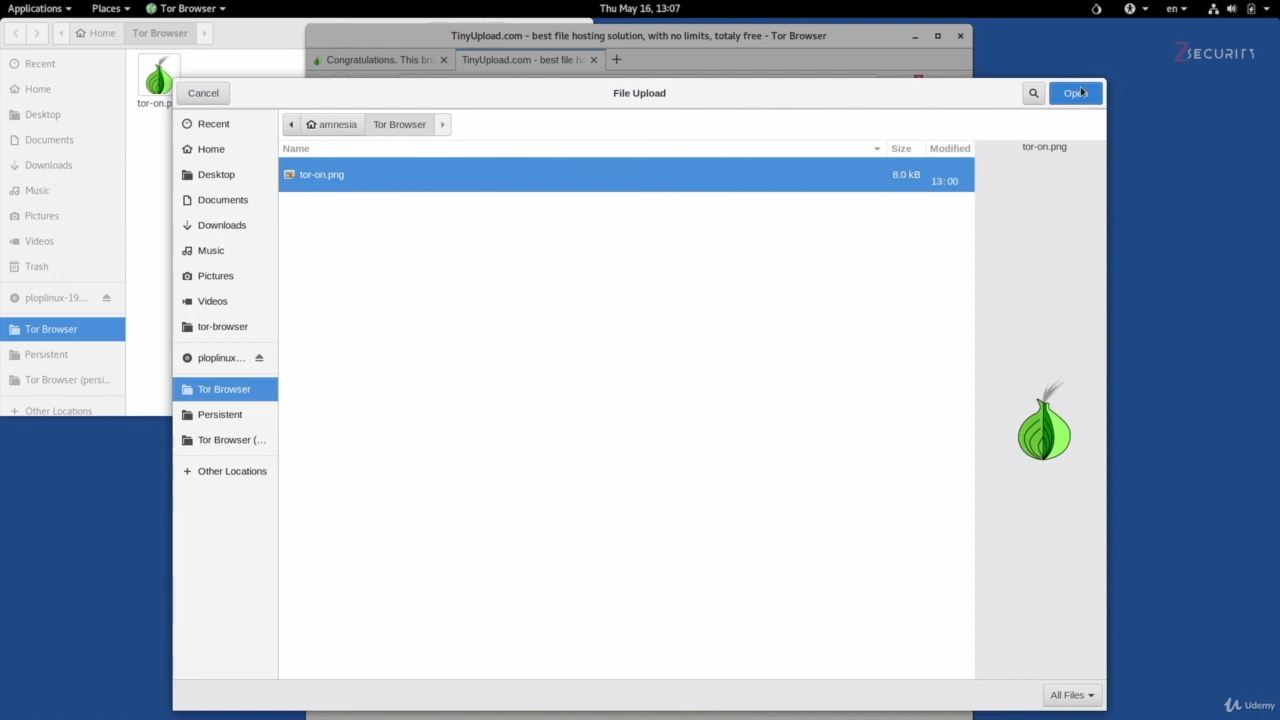 Applications
Places
Tor Browser
Thu May 16, 13:07
en
Home
Tor Browser
TinyUpload.com - best file hosting solution, with no limits, totaly free - Tor Browser
Congratulations. This bro
TinyUpload.com - best file ho
ZSECURITY
Recent
Home
Desktop
Documents
Downloads
Music
Pictures
Videos
Trash
ploplinux-19....
Tor Browser
Persistent
Tor Browser (persi...
Other Locations
tor-on.p
Cancel
File Upload
Open
amnesia
Tor Browser
Recent
Home
Desktop
Documents
Downloads
Music
Pictures
Videos
tor-browser
ploplinux...
Tor Browser
Persistent
Tor Browser (...
Other Locations
Name
Size
Modified
tor-on.png
8.0 kB
13:00
tor-on.png
All Files
Udemy